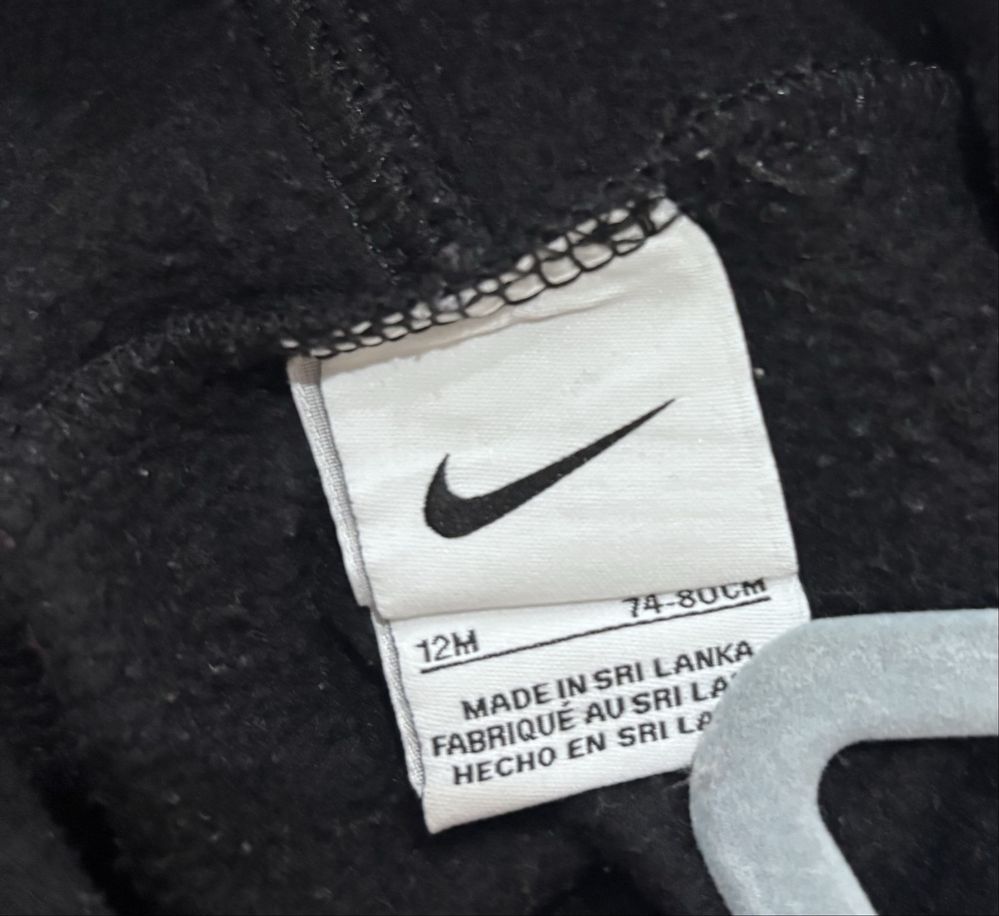 12M 74-80CM
MADE IN SRI LANKA
FABRIQUÉ AU SRI
HECHO EN SRI